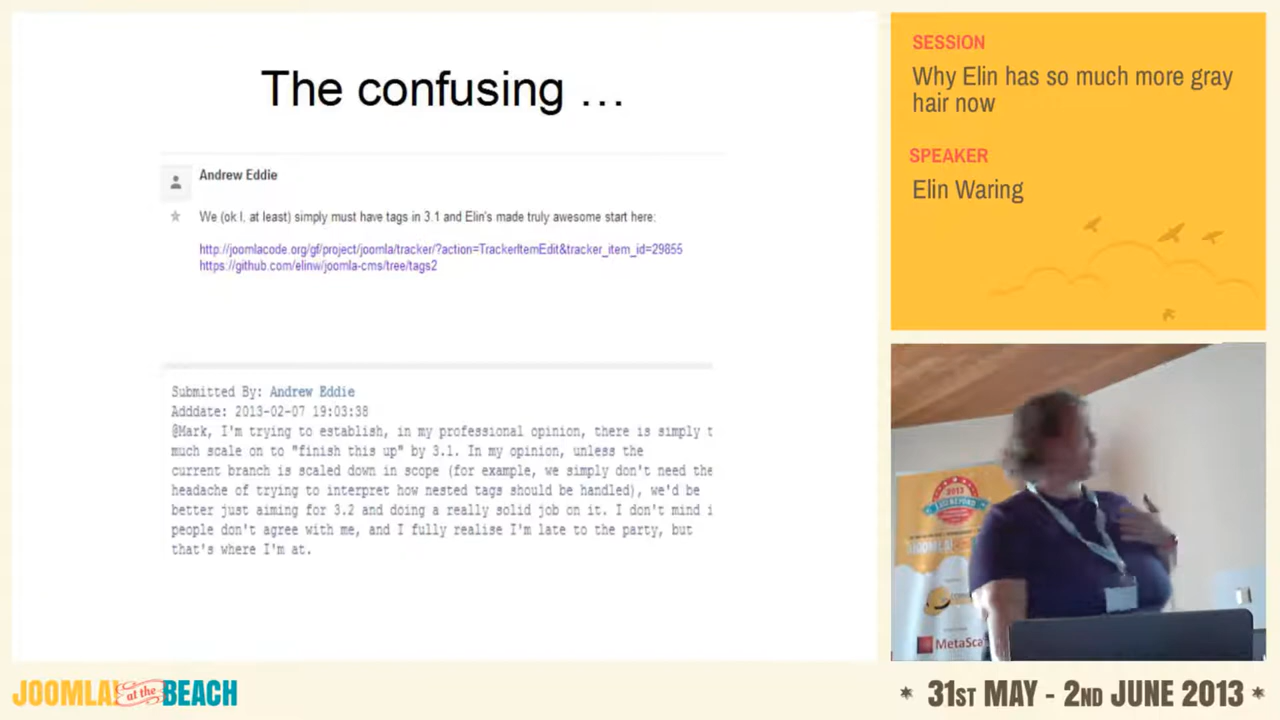 The confusing ...
Andrew Eddie
We (ok I, at least) simply must have tags in 3.1 and Elin's made truly awesome start here:
http://joomlacode.org/gf/project/joomla/tracker/?action=TrackerItemEdit&tracker_item_id=29855
https://github.com/elinw/joomla-cms/tree/tags2
Submitted By: Andrew Eddie
Adddate: 2013-02-07 19:03:38
@Mark, I'm trying to establish, in my professional opinion, there is simply t
much scale on to "finish this up" by 3.1. In my opinion, unless the
current branch is scaled down in scope (for example, we simply don't need the
headache of trying to interpret how nested tags should be handled), we'd be
better just aiming for 3.2 and doing a really solid job on it. I don't mind i
people don't agree with me, and I fully realise I'm late to the party, but
that's where I'm at.
SESSION
Why Elin has so much more gray
hair now
SPEAKER
Elin Waring
2013
JOOMLA!
MetaSca
JOOMLA! at the BEACH
* 31ST MAY - 2ND JUNE 2013 *